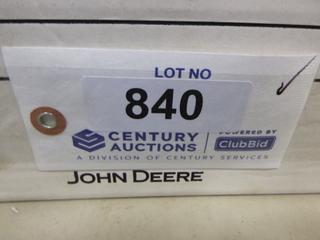 LOT NO
840
CENTURY AUCTIONS
POWERED BY
ClubBid
A DIVISION OF CENTURY SERVICES
JOHN DEERE